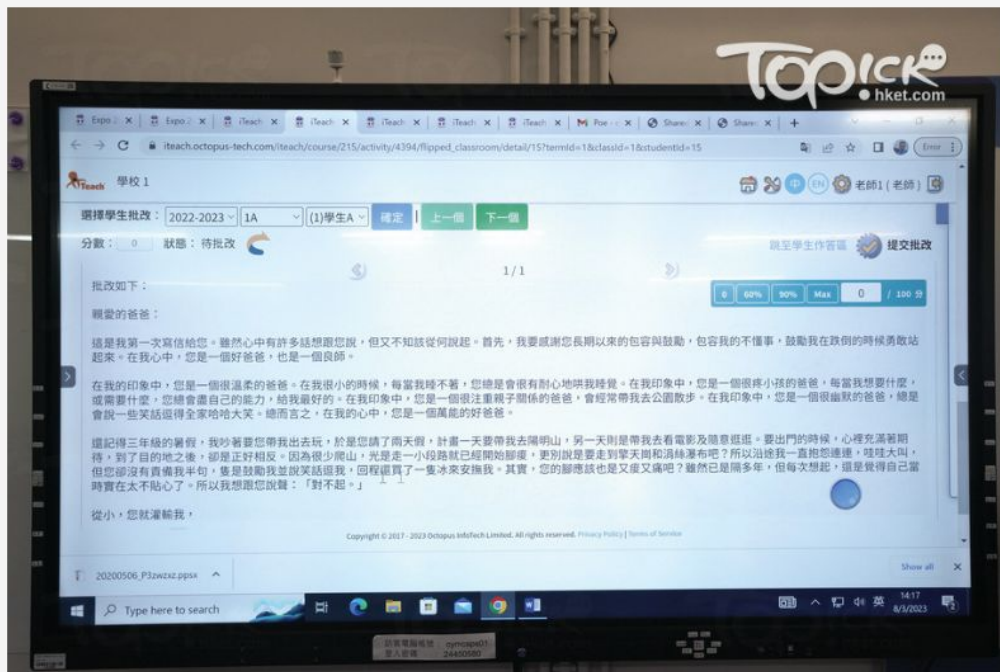 TOPick
hket.com
Expo 2
Expo 2
iTeach
iTeach
iTeach
iTeach
iTeach
Poe - c
Shared
Shared
iteach.octopus-tech.com/iteach/course/215/activity/4394/flipped_classroom/detail/15?termId=1&classId=1&studentid=15
Error
iTeach 學校 1
中 EN 老師1 ( 老師 )
選擇學生批改： 2022-2023 1A (1)學生A 確定 | 上一個 下一個
分數： 0 狀態： 待批改
跳至學生作答區 提交批改
1/1
0 60% 90% Max 0 / 100 分
批改如下：
親愛的爸爸：
這是我第一次寫信給您。雖然心中有許多話想跟您說，但又不知該從何說起。首先，我要感謝您長期以來的包容與鼓勵，包容我的不懂事，鼓勵我在跌倒的時候勇敢站
起來。在我心中，您是一個好爸爸，也是一個良師。
在我的印象中，您是一個很溫柔的爸爸。在我很小的時候，每當我睡不著，您總是會很有耐心地哄我睡覺。在我印象中，您是一個很疼小孩的爸爸，每當我想要什麼，
或需要什麼，您總會盡自己的能力，給我最好的。在我印象中，您是一個很注重親子關係的爸爸，會經常帶我去公園散步。在我印象中，您是一個很幽默的爸爸，總是
會說一些笑話逗得全家哈哈大笑。總而言之，在我的心中，您是一個萬能的好爸爸。
還記得三年級的暑假，我吵著要您帶我出去玩，於是您請了兩天假，計畫一天要帶我去陽明山，另一天則是帶我去看電影及隨意逛逛。要出門的時候，心裡充滿著期
待，到了目的地之後，卻是正好相反。因為很少爬山，光是走一小段路就已經開始腳痠，更別說是要走到擎天崗和涓絲瀑布吧？所以沿途我一直抱怨連連，哇哇大叫，
但您卻沒有責備我半句，隻是鼓勵我並說笑話逗我，回程還買了一隻冰來安撫我。其實，您的腳應該也是又痠又痛吧？雖然已是隔多年，但每次想起，還是覺得自己當
時實在太不貼心了。所以我想跟您說聲：「對不起。」
從小，您就灌輸我，
Copyright © 2017 - 2023 Octopus InfoTech Limited. All rights reserved. Privacy Policy | Terms of Service
20200506_P3zwzxz.ppsx
Show all
Type here to search
英 14:17
8/3/2023
訪客電腦帳號 : cymcaps01
登入密碼 : 24450580